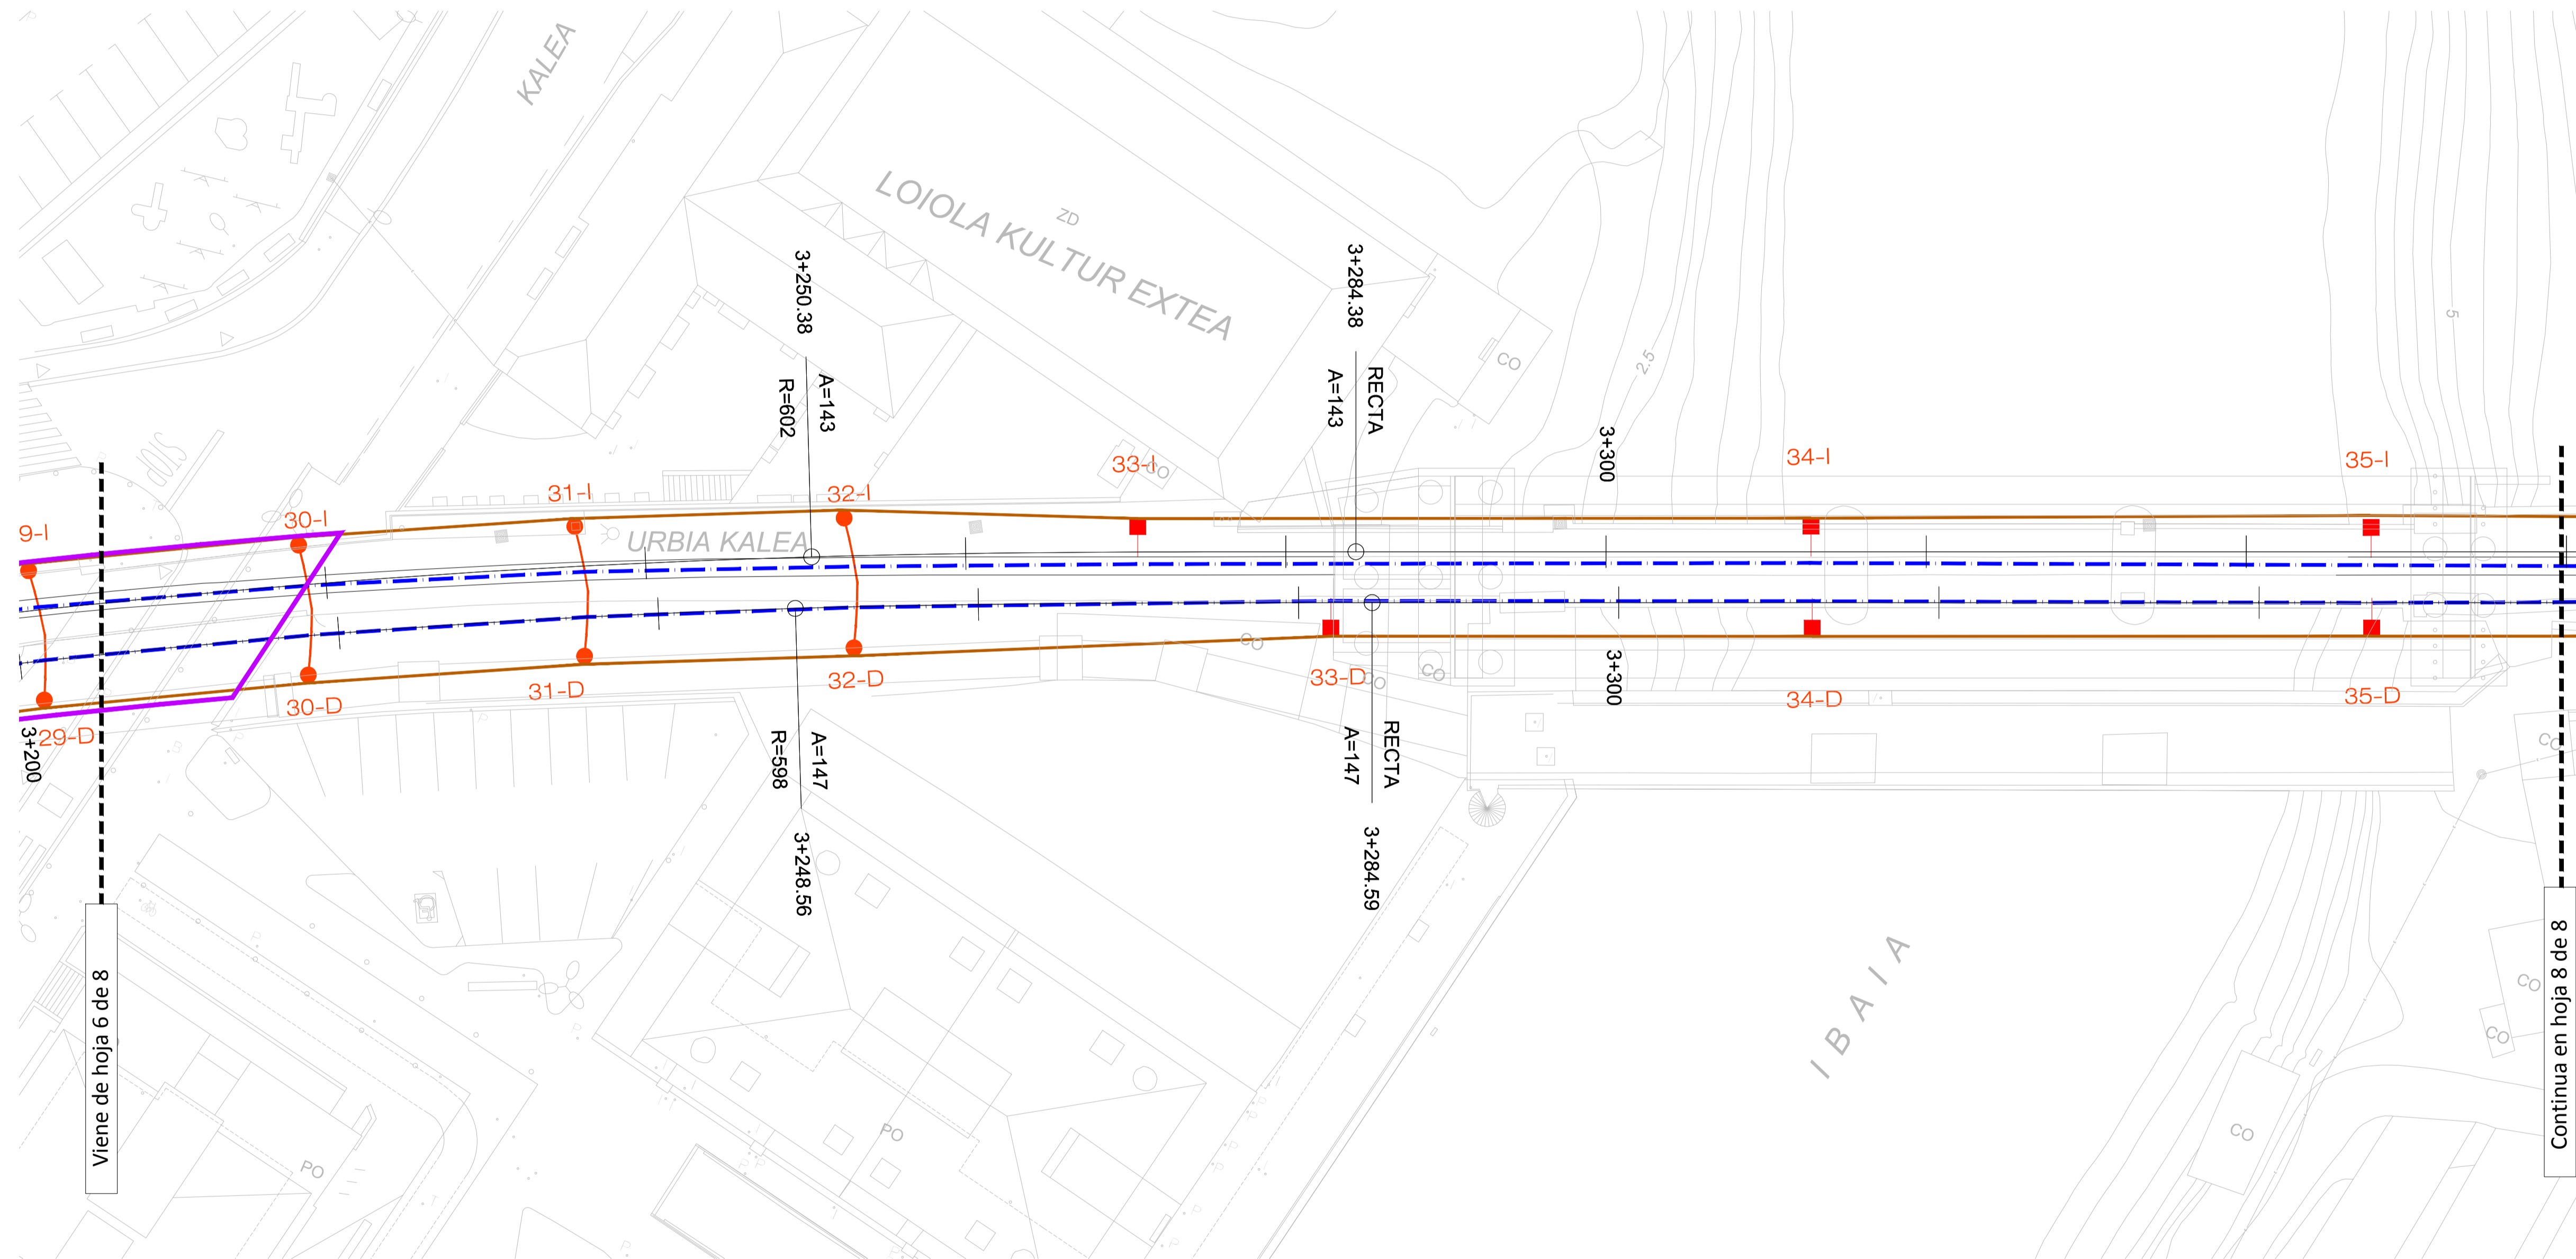 KALEA
LOIOLA KULTUR EXTEA
ZD
CO
2.5
5
3+250.38
A=143
R=602
3+284.38
RECTA
A=143
3+300
9-I
30-I
31-I
32-I
33-I
CO
34-I
35-I
URBIA KALEA
3+200
29-D
30-D
31-D
32-D
33-D
CO
CO
CO
34-D
35-D
3+300
A=147
R=598
3+248.56
RECTA
A=147
3+284.59
IBAIA
PO
PO
CO
CO
CO
CO
Viene de hoja 6 de 8
Continua en hoja 8 de 8